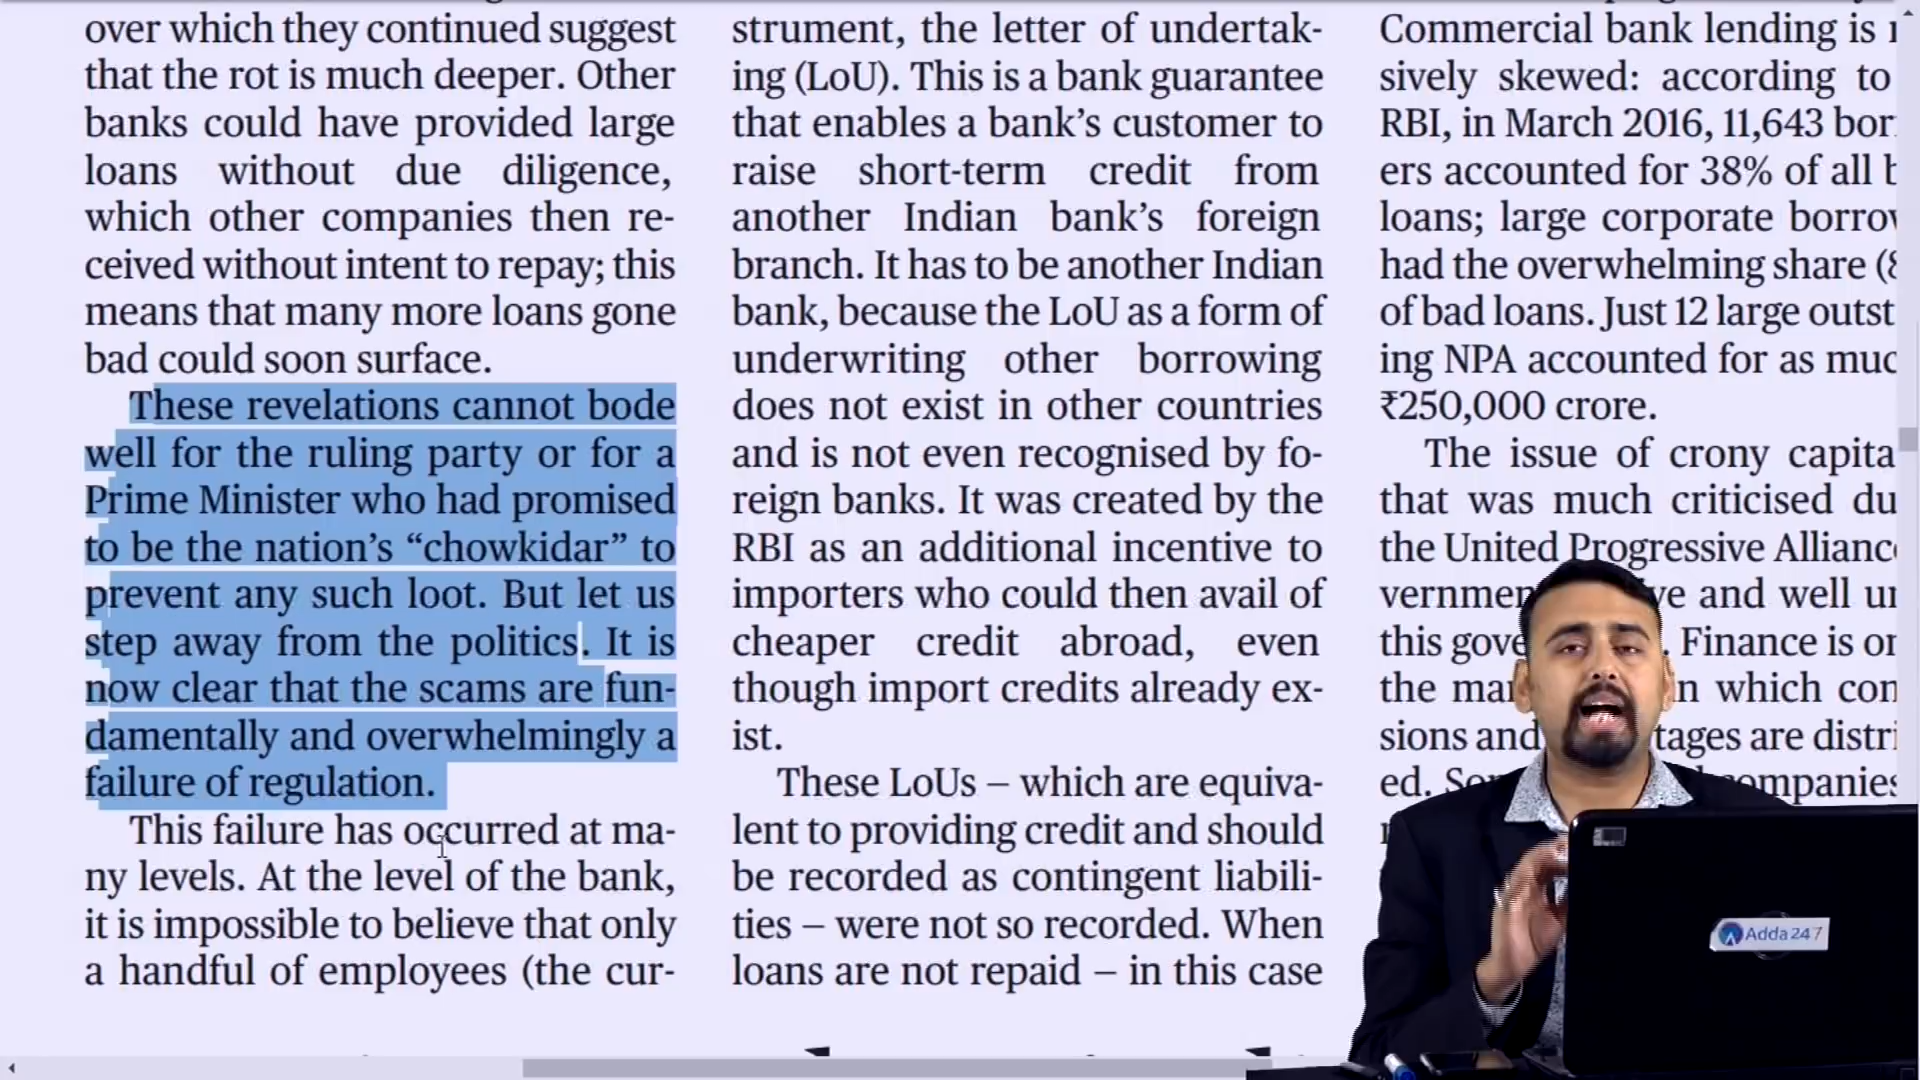 over which they continued suggest
that the rot is much deeper. Other
banks could have provided large
loans without due diligence,
which other companies then re-
ceived without intent to repay; this
means that many more loans gone
bad could soon surface.
These revelations cannot bode
well for the ruling party or for a
Prime Minister who had promised
to be the nation's “chowkidar” to
prevent any such loot. But let us
step away from the politics. It is
now clear that the scams are fun-
damentally and overwhelmingly a
failure of regulation.
This failure has occurred at ma-
ny levels. At the level of the bank,
it is impossible to believe that only
a handful of employees (the cur-
strument, the letter of undertak-
ing (LoU). This is a bank guarantee
that enables a bank's customer to
raise short-term credit from
another Indian bank's foreign
branch. It has to be another Indian
bank, because the LoU as a form of
underwriting other borrowing
does not exist in other countries
and is not even recognised by fo-
reign banks. It was created by the
RBI as an additional incentive to
importers who could then avail of
cheaper credit abroad, even
though import credits already ex-
ist.
These LoUs – which are equiva-
lent to providing credit and should
be recorded as contingent liabili-
ties – were not so recorded. When
loans are not repaid – in this case
Commercial bank lending is
sively skewed: according to
RBI, in March 2016, 11,643 bor
ers accounted for 38% of all
loans; large corporate borrow
had the overwhelming share
of bad loans. Just 12 large outst
ing NPA accounted for as muc
₹250,000 crore.
The issue of crony capita
that was much criticised du
the United Progressive Alliance
vernmen ve and well
this gove . Finance is
the ma n which con
sions and tages are distri
ed. companies
Adda247